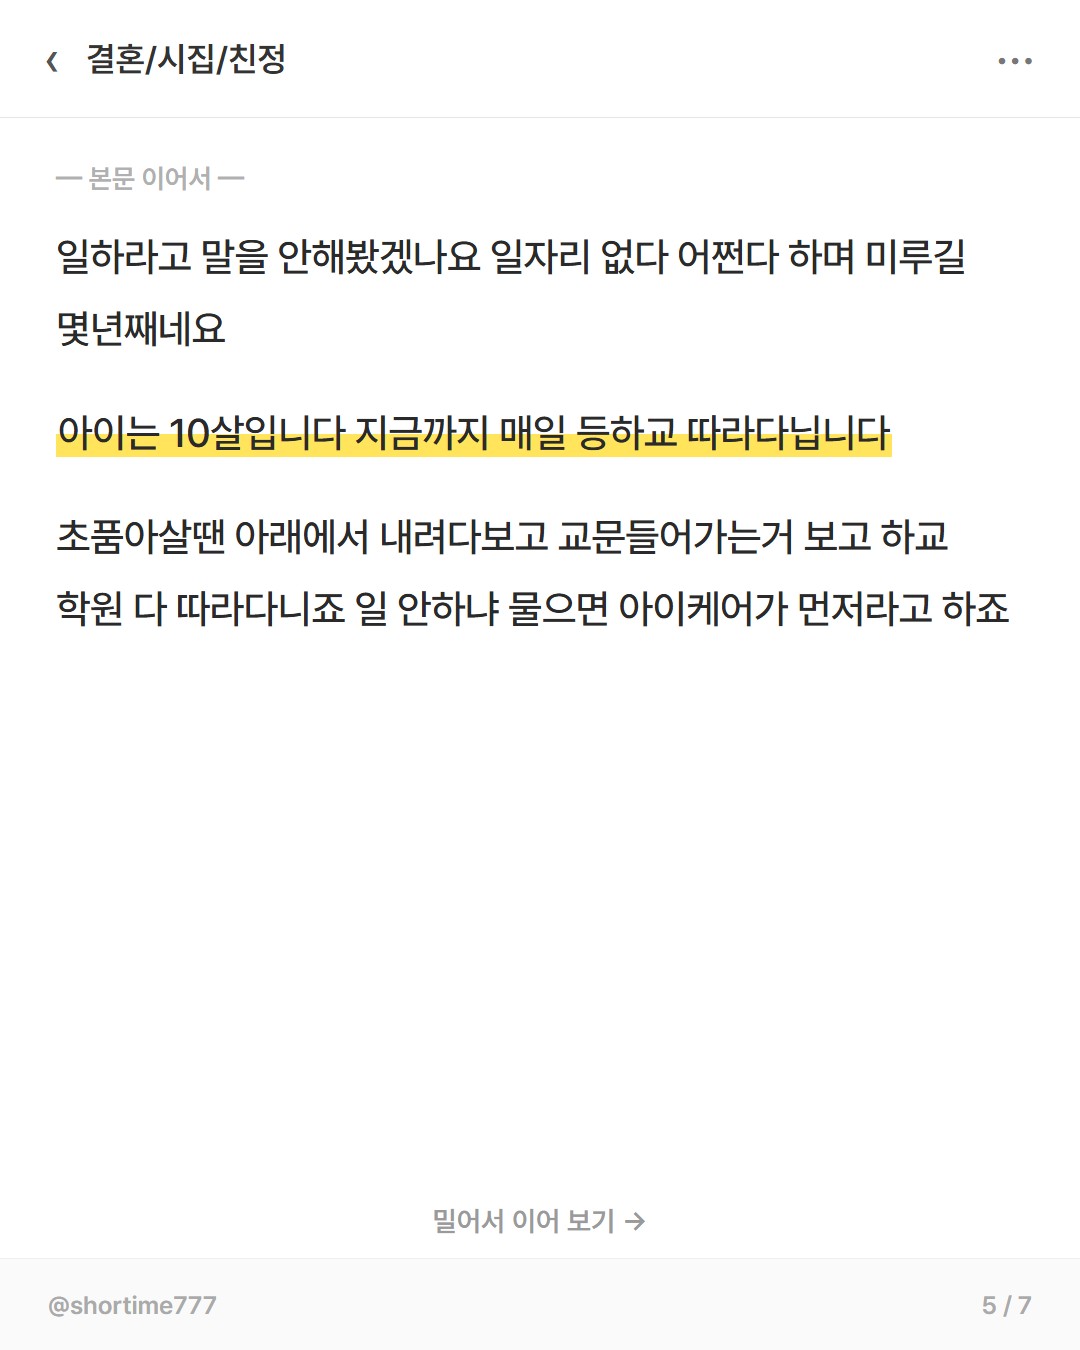 ‹ 결혼/시집/친정 •••
— 본문 이어서 —
일하라고 말을 안해봤겠나요 일자리 없다 어쩐다 하며 미루길
몇년째네요
아이는 10살입니다 지금까지 매일 등하교 따라다닙니다
초품아살땐 아래에서 내려다보고 교문들어가는거 보고 하교
학원 다 따라다니죠 일 안하냐 물으면 아이케어가 먼저라고 하죠
밀어서 이어 보기 →
@shortime777 5 / 7